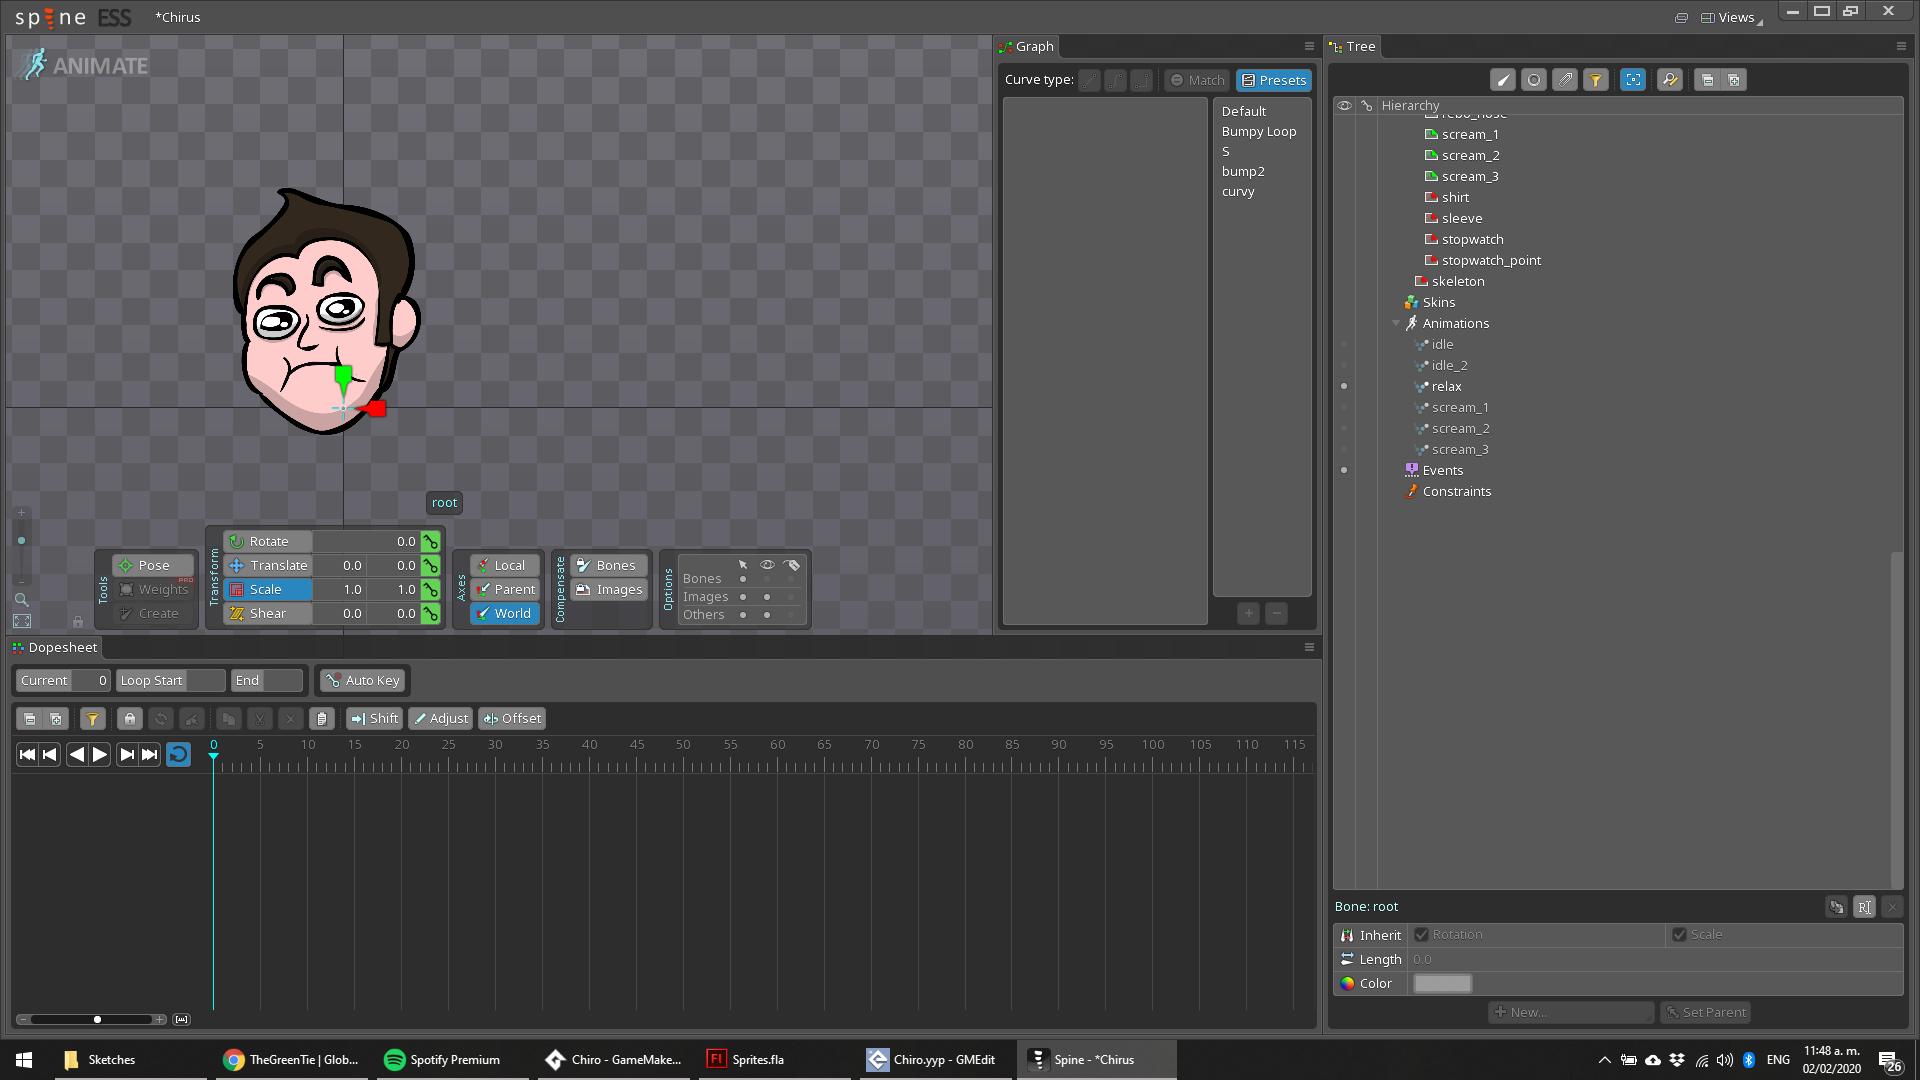 spine ESS *Chirus Views
ANIMATE
root
Tools
Pose
Weights PRO
Create
Transform
Rotate 0.0
Translate 0.0 0.0
Scale 1.0 1.0
Shear 0.0 0.0
Axes
Local
Parent
World
Compensate
Bones
Images
Options
Bones
Images
Others
Graph
Curve type: Match Presets
Default
Bumpy Loop
S
bump2
curvy
Tree
Hierarchy
scream_1
scream_2
scream_3
shirt
sleeve
stopwatch
stopwatch_point
skeleton
Skins
Animations
idle
idle_2
relax
scream_1
scream_2
scream_3
Events
Constraints
Bone: root
Inherit Rotation Scale
Length 0.0
Color
New... Set Parent
Dopesheet
Current 0 Loop Start End Auto Key
Shift Adjust Offset
0 5 10 15 20 25 30 35 40 45 50 55 60 65 70 75 80 85 90 95 100 105 110 115
Sketches TheGreenTie | Glob... Spotify Premium Chiro - GameMake... Sprites.fla Chiro.yyp - GMEdit Spine - *Chirus ENG 11:48 a. m.
02/02/2020 26